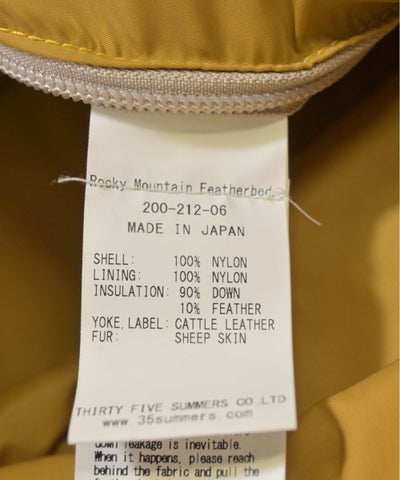 Rocky Mountain Featherbed
200-212-06
MADE IN JAPAN
SHELL: 100% NYLON
LINING: 100% NYLON
INSULATION: 90% DOWN
10% FEATHER
YOKE, LABEL: CATTLE LEATHER
FUR: SHEEP SKIN
THIRTY FIVE SUMMERS CO.,LTD
www.35summers.com
down leakage is inevitable.
When it happens, please reach
behind the fabric and pull the